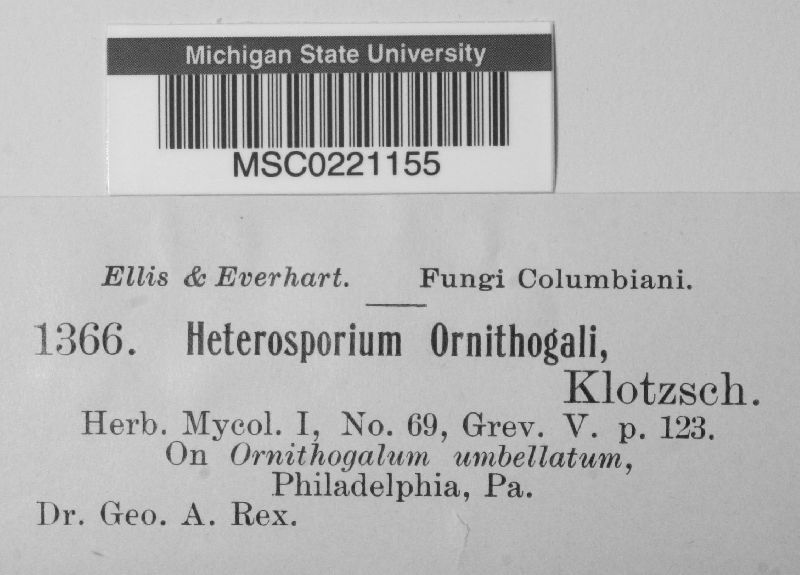 Michigan State University
MSC0221155
Ellis & Everhart. Fungi Columbiani.
1366. Heterosporium Ornithogali,
Klotzsch.
Herb. Mycol. I, No. 69, Grev. V. p. 123.
On Ornithogalum umbellatum,
Philadelphia, Pa.
Dr. Geo. A. Rex.